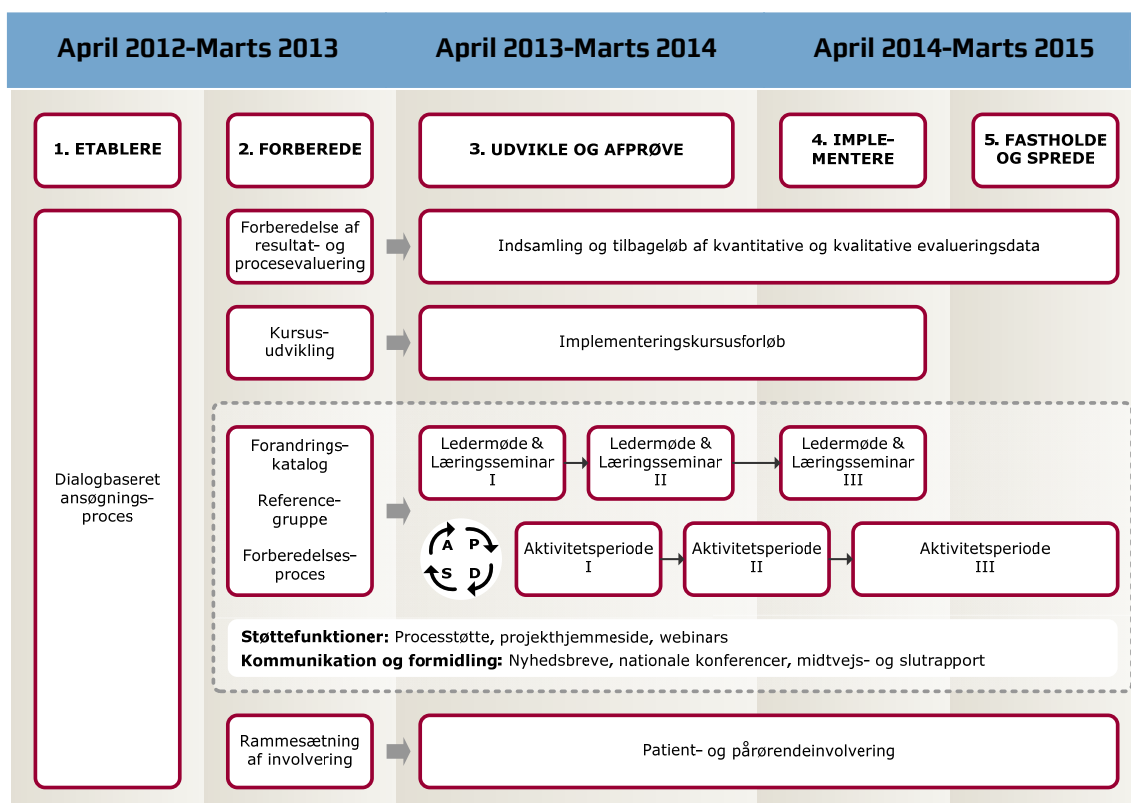 April 2012-Marts 2013
April 2013-Marts 2014
April 2014-Marts 2015
1. ETABLERE
2. FORBEREDE
3. UDVIKLE OG AFPRØVE
4. IMPLE-
MENTERE
5. FASTHOLDE
OG SPREDE
Dialogbaseret
ansøgnings-
proces
Forberedelse af
resultat- og
procesevaluering
Indsamling og tilbageløb af kvantitative og kvalitative evalueringsdata
Kursus-
udvikling
Implementeringskursusforløb
Forandrings-
katalog
Reference-
gruppe
Forberedelses-
proces
Ledermøde &
Læringsseminar
I
Ledermøde &
Læringsseminar
II
Ledermøde &
Læringsseminar
III
A P
S D
Aktivitetsperiode
I
Aktivitetsperiode
II
Aktivitetsperiode
III
Støttefunktioner: Processtøtte, projekthjemmeside, webinars
Kommunikation og formidling: Nyhedsbreve, nationale konferencer, midtvejs- og slutrapport
Rammesætning
af involvering
Patient- og pårørendeinvolvering